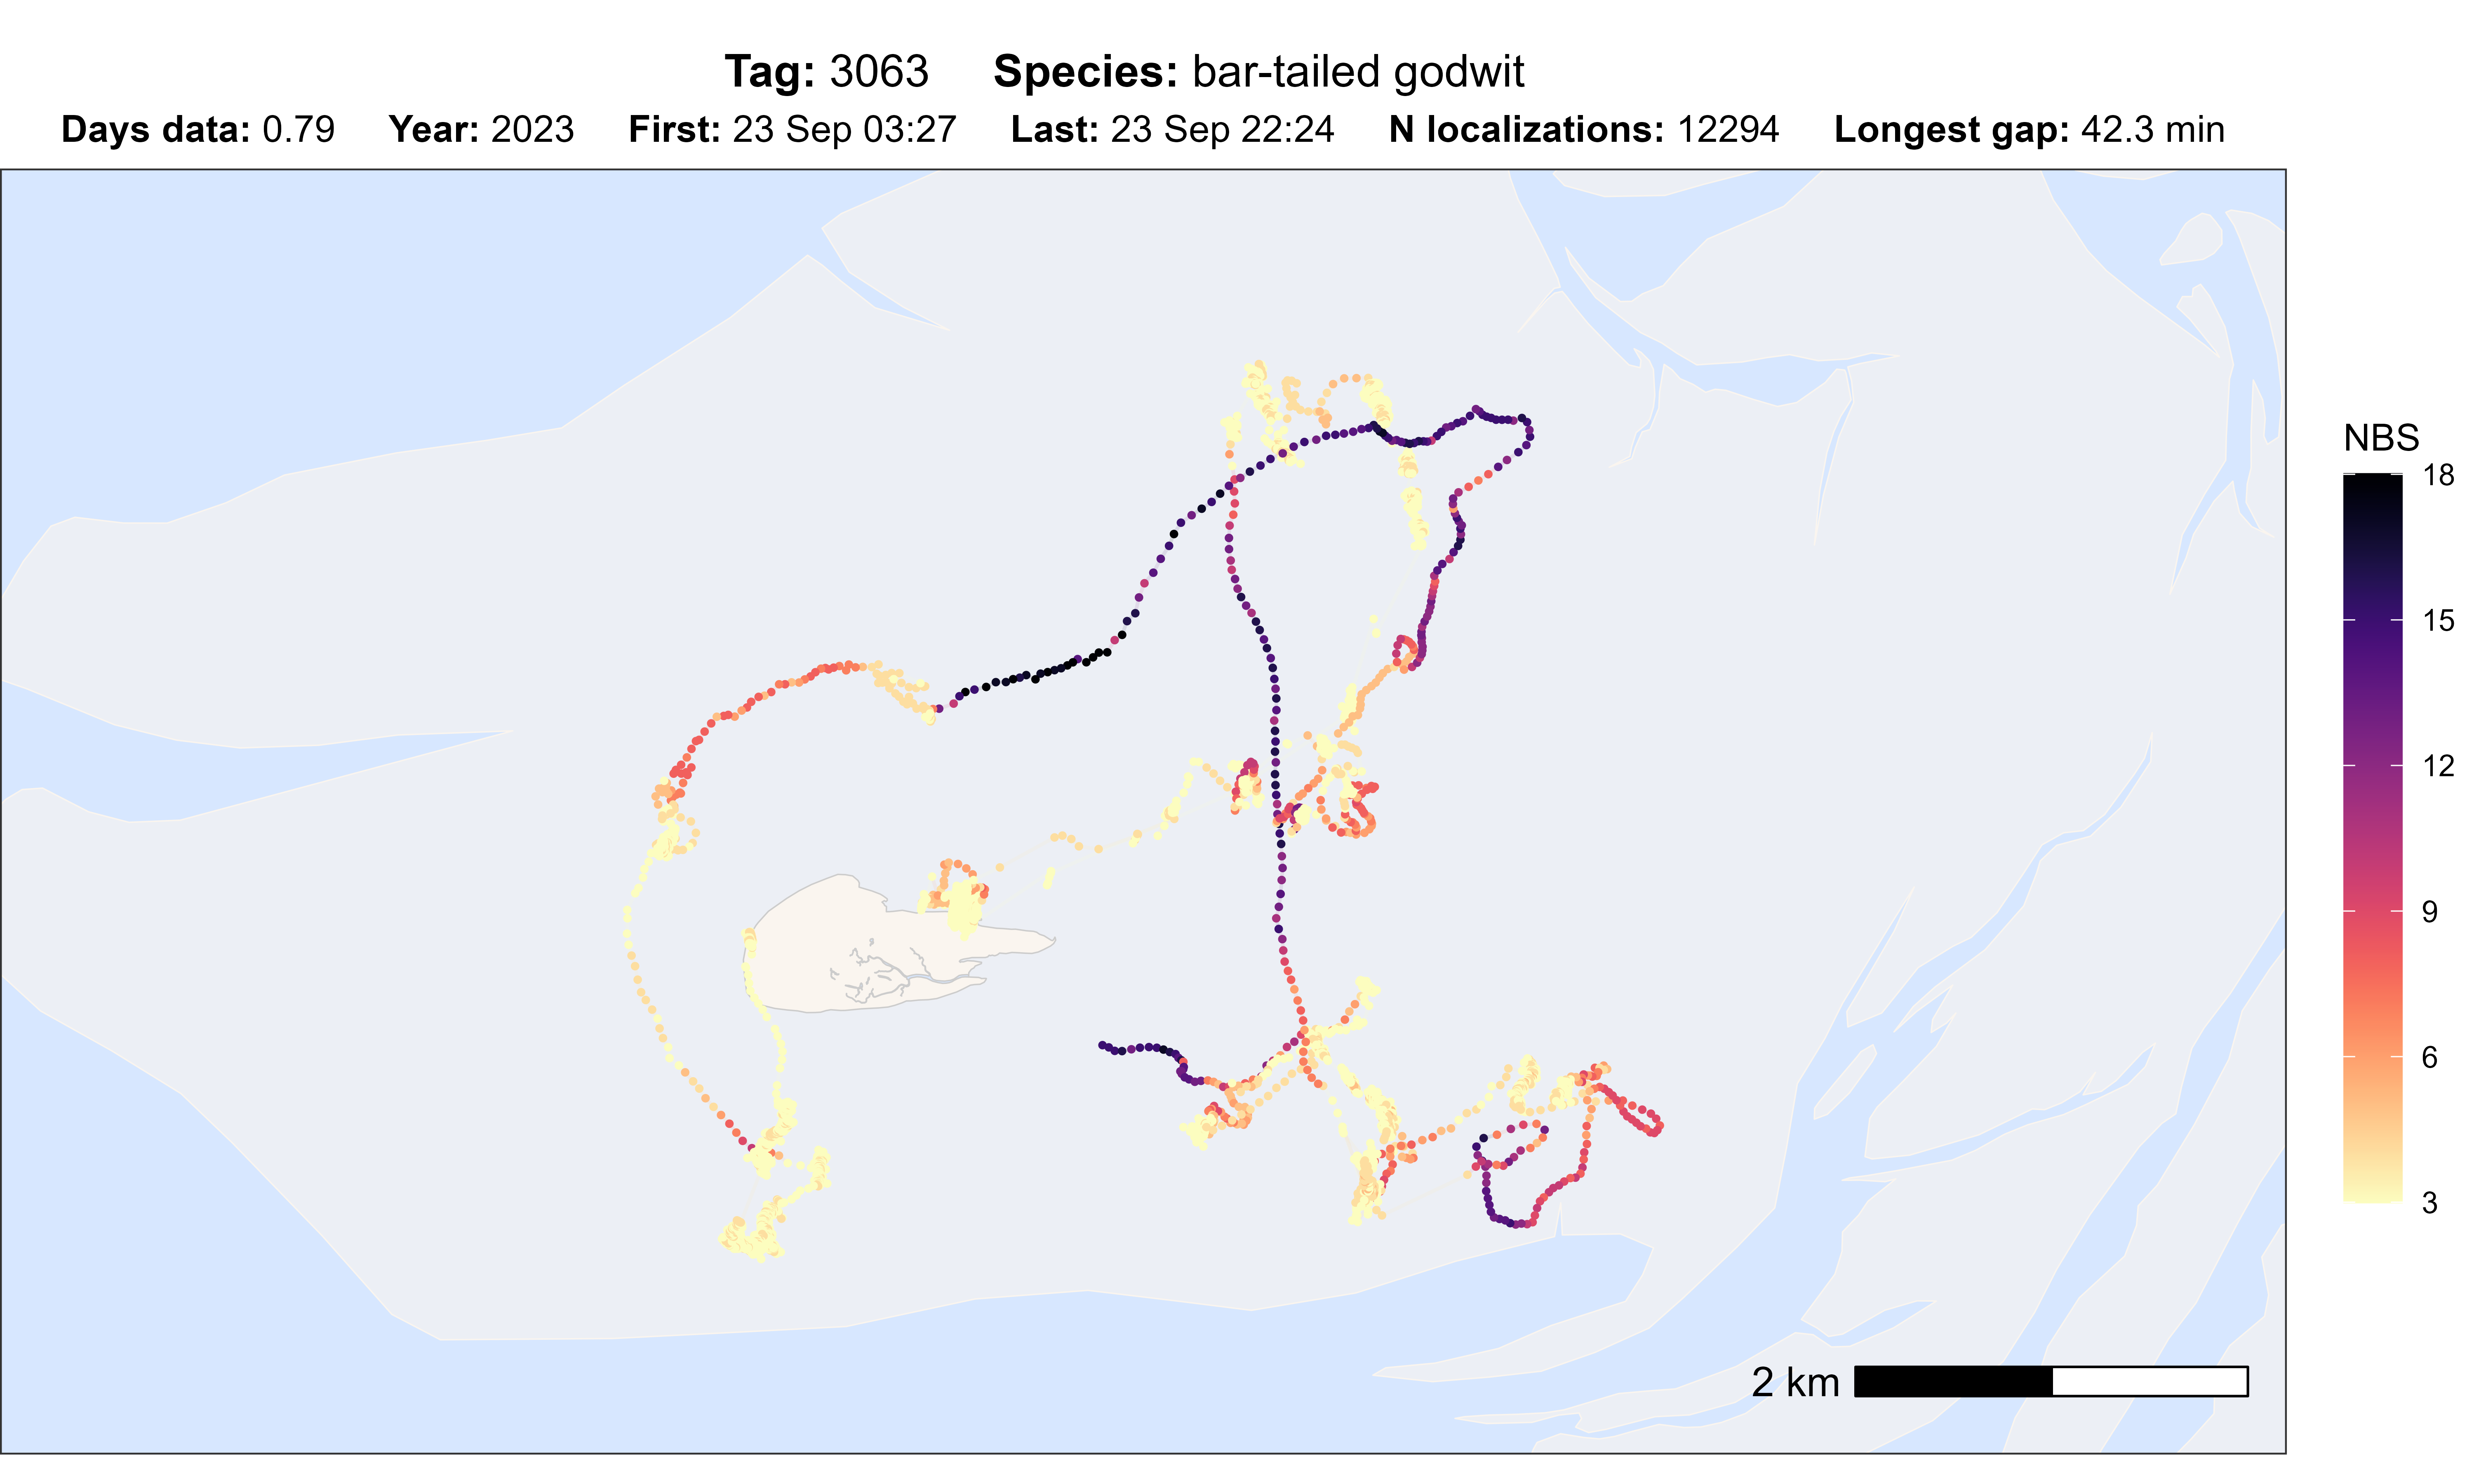 Tag: 3063 Species: bar-tailed godwit
Days data: 0.79 Year: 2023 First: 23 Sep 03:27 Last: 23 Sep 22:24 N localizations: 12294 Longest gap: 42.3 min
NBS
18
15
12
9
6
3
2 km